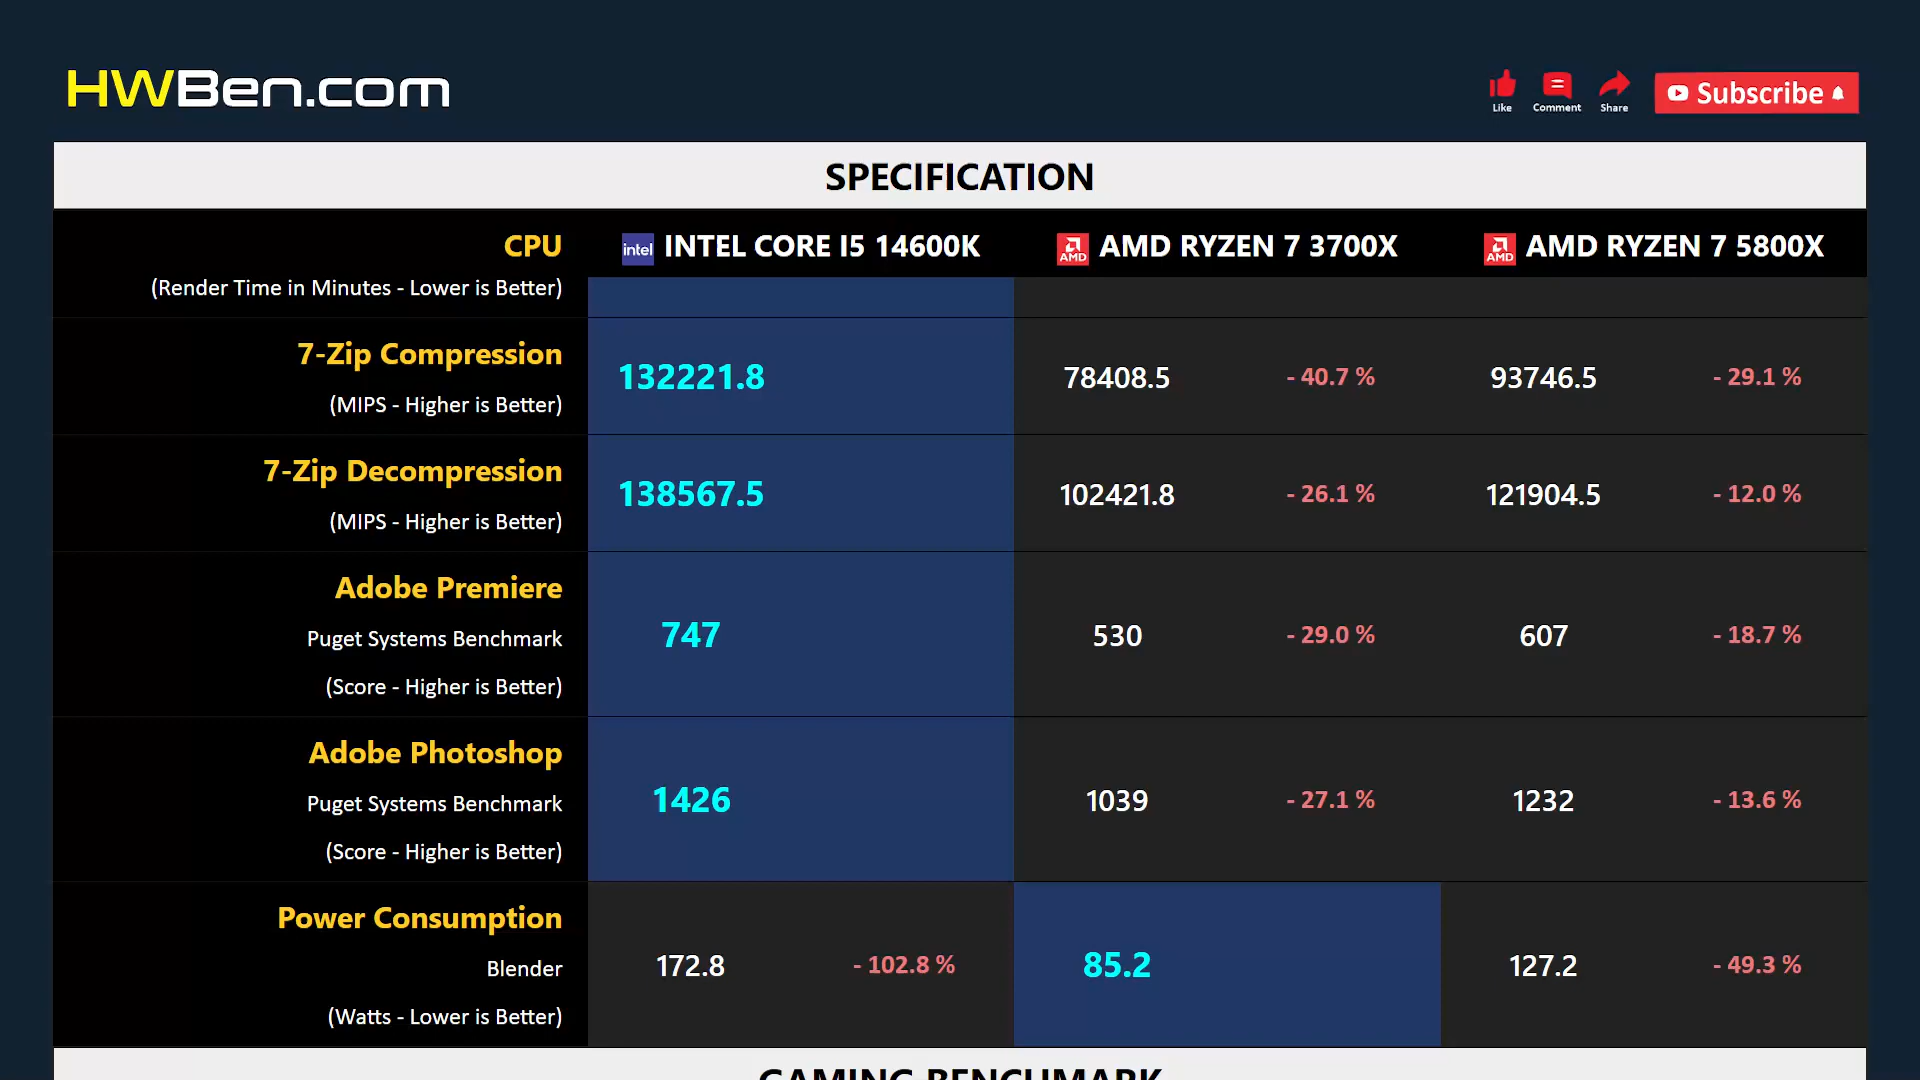 HWBen.com
Like
Comment
Share
Subscribe
SPECIFICATION
CPU
intel INTEL CORE I5 14600K
AMD AMD RYZEN 7 3700X
AMD AMD RYZEN 7 5800X
(Render Time in Minutes - Lower is Better)
7-Zip Compression
(MIPS - Higher is Better)
132221.8
78408.5
- 40.7 %
93746.5
- 29.1 %
7-Zip Decompression
(MIPS - Higher is Better)
138567.5
102421.8
- 26.1 %
121904.5
- 12.0 %
Adobe Premiere
Puget Systems Benchmark
(Score - Higher is Better)
747
530
- 29.0 %
607
- 18.7 %
Adobe Photoshop
Puget Systems Benchmark
(Score - Higher is Better)
1426
1039
- 27.1 %
1232
- 13.6 %
Power Consumption
Blender
(Watts - Lower is Better)
172.8
- 102.8 %
85.2
127.2
- 49.3 %
GAMING BENCHMARK